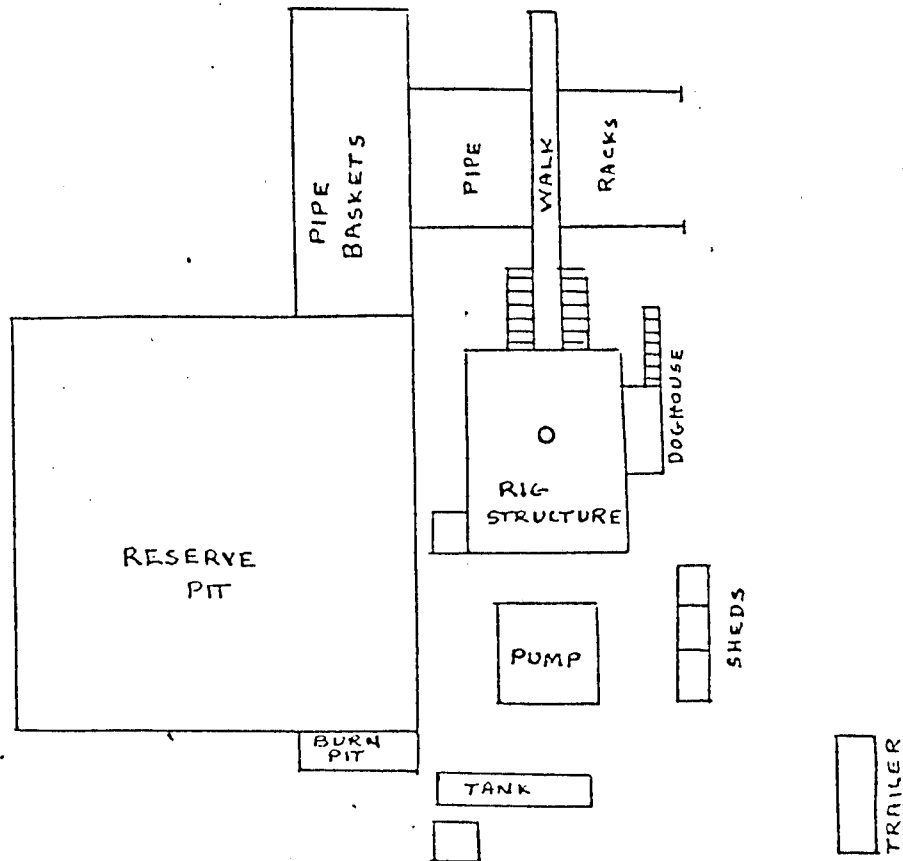 PIPE
BASKETS
PIPE
WALK
RACKS
DOGHOUSE
RIG
STRUCTURE
RESERVE
PIT
PUMP
SHEDS
BURN
PIT
TANK
TRAILER